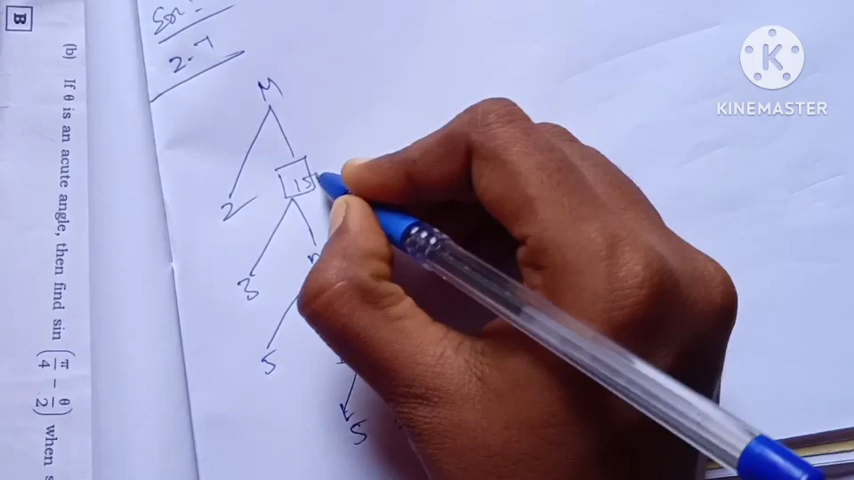 B
(b) If θ is an acute angle, then find sin (π/4 − θ/2) when
2.7
M
15
2
3
5
5
K
KINEMASTER